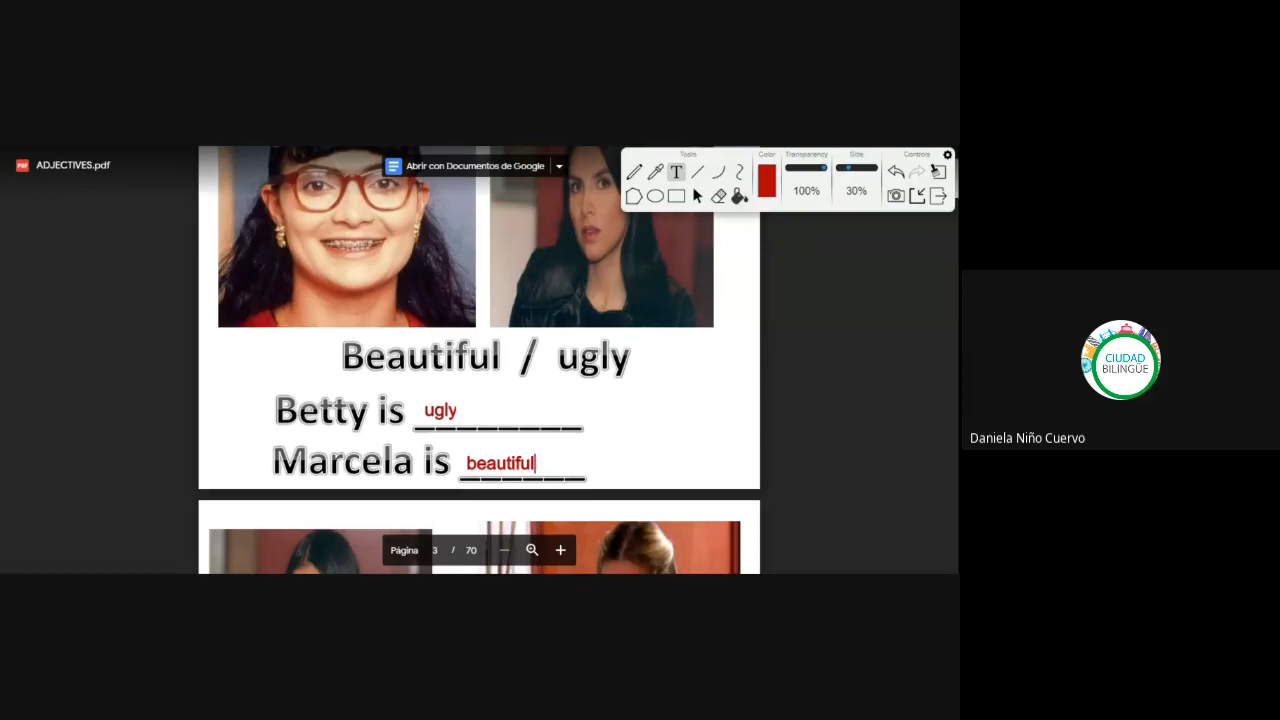 ADJECTIVES.pdf
Abrir con Documentos de Google
Tools
Color
Transparency
Size
Controls
T
100%
30%
Beautiful / ugly
Betty is ugly
Marcela is beautiful
Página 3 / 70
CIUDAD
BILINGÜE
Daniela Niño Cuervo